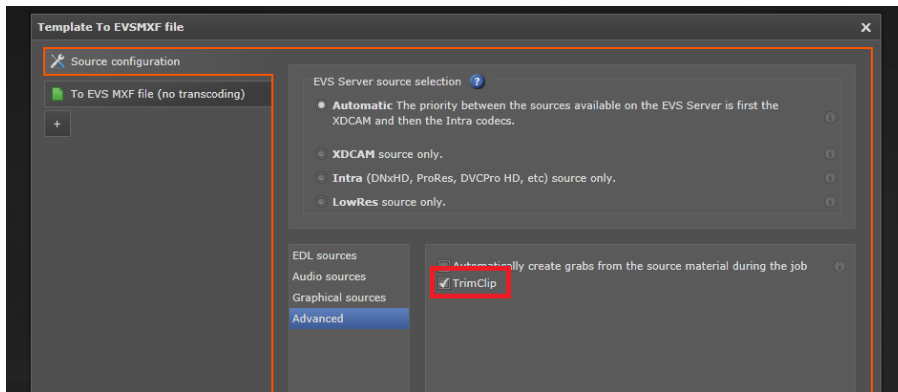 Template To EVSMXF file
X
Source configuration
To EVS MXF file (no transcoding)
+
EVS Server source selection ?
Automatic The priority between the sources available on the EVS Server is first the
XDCAM and then the Intra codecs.
XDCAM source only.
Intra (DNxHD, ProRes, DVCPro HD, etc) source only.
LowRes source only.
EDL sources
Audio sources
Graphical sources
Advanced
Automatically create grabs from the source material during the job
TrimClip